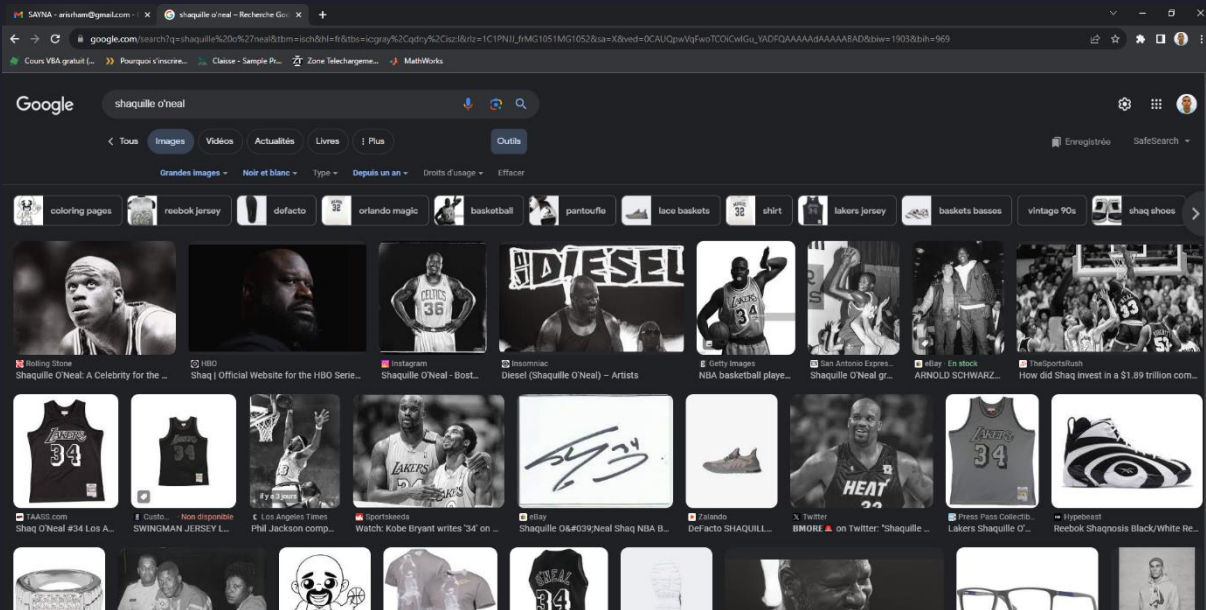 SAYNA - arisrham@gmail.com -
shaquille o'neal – Recherche Goo
google.com/search?q=shaquille%20o%27neal&tbm=isch&hl=fr&tbs=ic:gray%2Cqdr:y%2Cisz:l&rlz=1C1PNJJ_frMG1051MG1052&sa=X&ved=0CAUQpwVqFwoTCOiCwIGu_YADFQAAAAAdAAAAABAD&biw=1903&bih=969
Cours VBA gratuit (... Pourquoi s'inscrire... Claisse - Sample Pr... Zone Telechargeme... MathWorks
Google shaquille o'neal
Tous Images Vidéos Actualités Livres Plus Outils Enregistrée SafeSearch
Grandes images Noir et blanc Type Depuis un an Droits d'usage Effacer
coloring pages reebok jersey defacto orlando magic basketball pantoufle lace baskets shirt lakers jersey baskets basses vintage 90s shaq shoes
DIESEL
CELTICS
36
LAKERS
34
33
Rolling Stone
Shaquille O'Neal: A Celebrity for the ...
HBO
Shaq | Official Website for the HBO Serie...
Instagram
Shaquille O'Neal - Bost...
Insomniac
Diesel (Shaquille O'Neal) – Artists
Getty Images
NBA basketball playe...
San Antonio Expres...
Shaquille O'Neal gr...
eBay · En stock
ARNOLD SCHWARZ...
TheSportsRush
How did Shaq invest in a $1.89 trillion com...
LAKERS
34
LAKERS
34
il y a 3 jours
LAKERS
34
HEAT
LAKERS
34
TAASS.com
Shaq O'Neal #34 Los A...
Custo... · Non disponible
SWINGMAN JERSEY L...
Los Angeles Times
Phil Jackson comp...
Sportskeeda
Watch: Kobe Bryant writes '34' on ...
eBay
Shaquille O&#039;Neal Shaq NBA B...
Zalando
DeFacto SHAQUILL...
Twitter
BMORE on Twitter: "Shaquille ...
Press Pass Collectib...
Lakers Shaquille O'...
Hypebeast
Reebok Shaqnosis Black/White Re...
O'NEAL
34